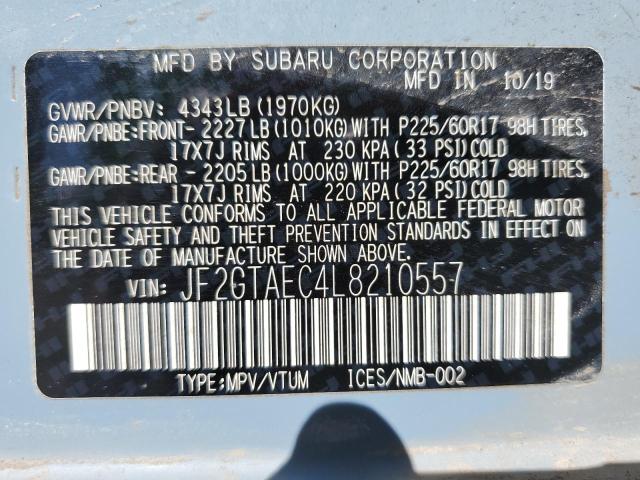 MFD BY SUBARU CORPORATION
MFD IN 10/19
GVWR/PNBV: 4343LB (1970KG)
GAWR/PNBE:FRONT- 2227LB (1010KG) WITH P225/60R17 98H TIRES,
17X7J RIMS AT 230 KPA ( 33 PSI) COLD
GAWR/PNBE:REAR - 2205LB (1000KG) WITH P225/60R17 98H TIRES,
17X7J RIMS AT 220 KPA ( 32 PSI) COLD
THIS VEHICLE CONFORMS TO ALL APPLICABLE FEDERAL MOTOR
VEHICLE SAFETY AND THEFT PREVENTION STANDARDS IN EFFECT ON
THE DATE OF MANUFACTURE SHOWN ABOVE.
VIN: JF2GTAEC4L8210557
TYPE:MPV/VTUM ICES/NMB-002